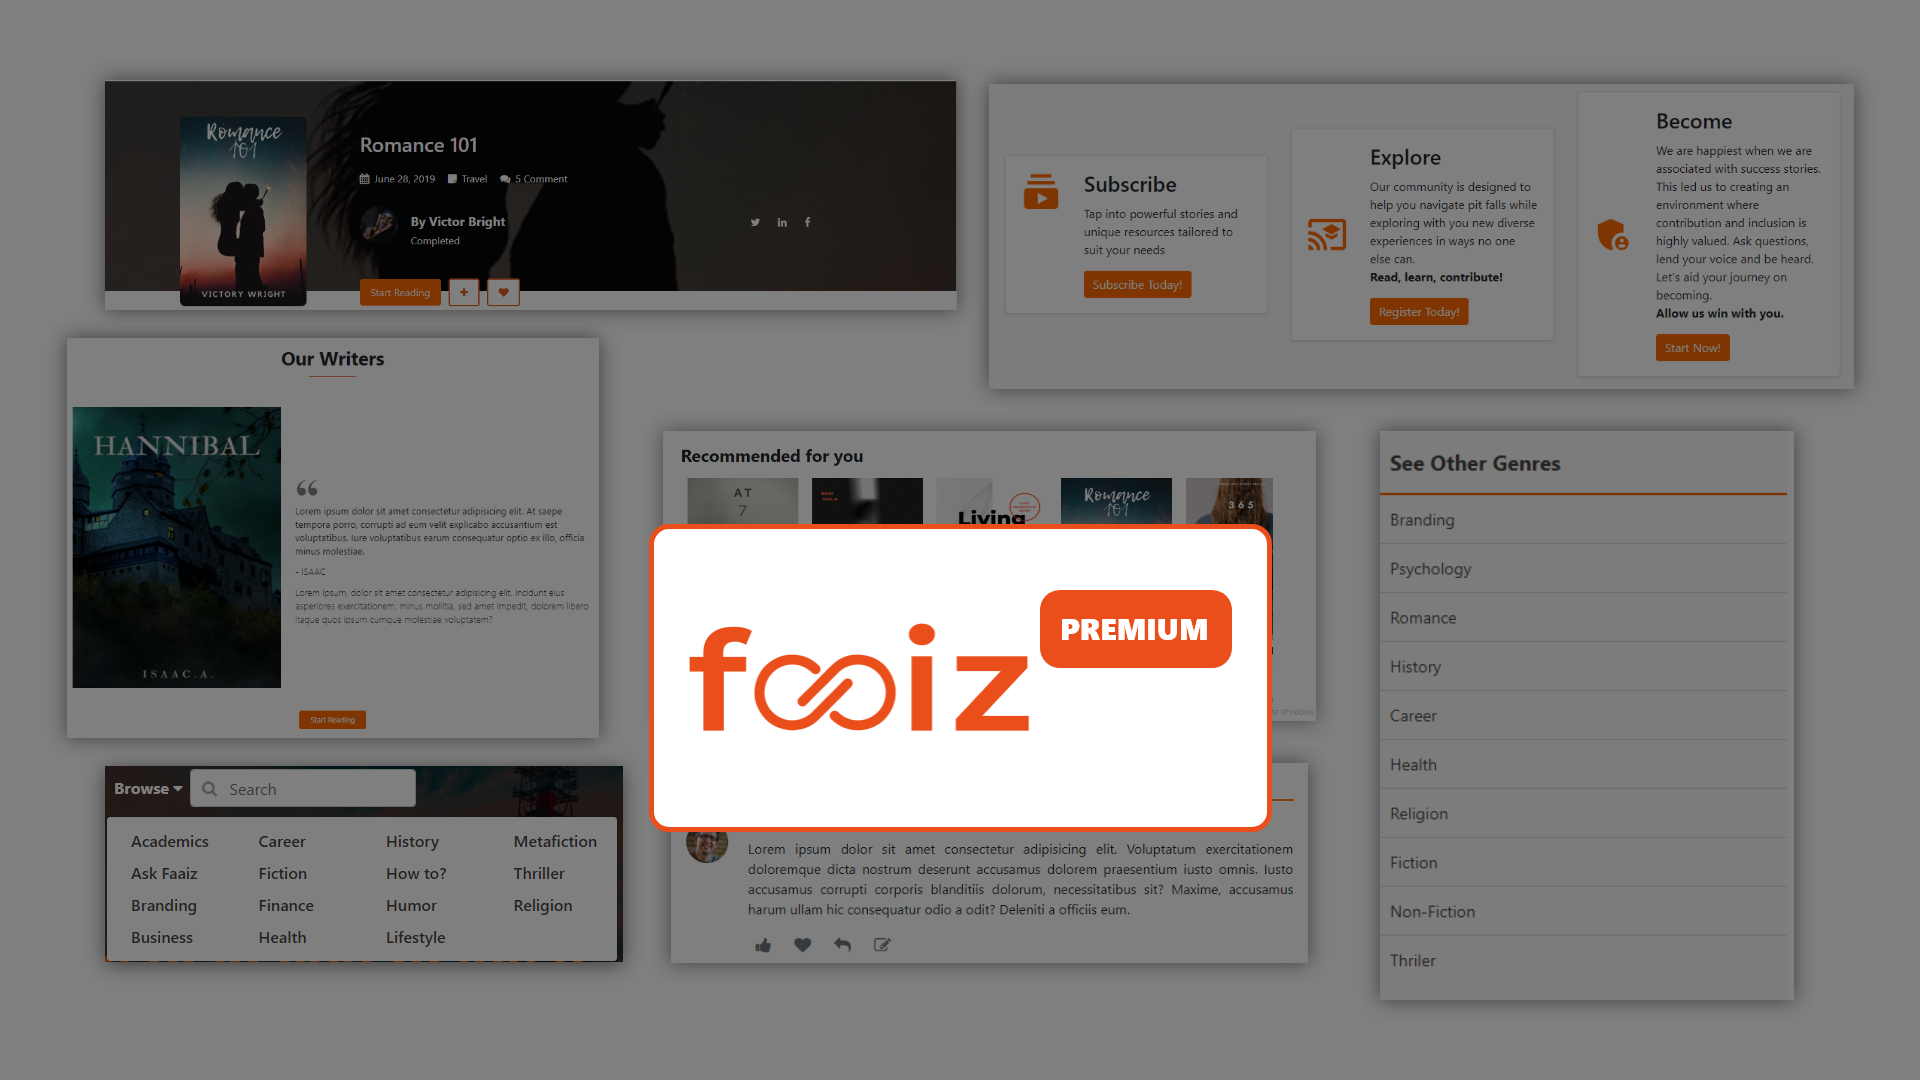 Romance
101
VICTORY WRIGHT
Romance 101
June 28, 2019 Travel 5 Comment
By Victor Bright
Completed
Start Reading
Subscribe
Tap into powerful stories and
unique resources tailored to
suit your needs
Subscribe Today!
Explore
Our community is designed to
help you navigate pit falls while
exploring with you new diverse
experiences in ways no one
else can.
Read, learn, contribute!
Register Today!
Become
We are happiest when we are
associated with success stories.
This led us to creating an
environment where
contribution and inclusion is
highly valued. Ask questions,
lend your voice and be heard.
Let's aid your journey on
becoming.
Allow us win with you.
Start Now!
Our Writers
HANNIBAL
ISAAC.A.
Lorem ipsum dolor sit amet consectetur adipisicing elit. At saepe
tempora porro, corrupti ad eum velit explicabo accusantium est
voluptatibus. Iure voluptatibus earum consequatur optio ex illo, officia
minus molestiae.
- ISAAC
Lorem ipsum, dolor sit amet consectetur adipisicing elit. Incidunt eius
asperiores exercitationem, minus mollitia, sed amet impedit, dolorem libero
itaque quos ipsum cumque molestiae voluptatem?
Start Reading
Recommended for you
AT
7
Living
Romance
101
365
Windows
fooiz
PREMIUM
Browse
Search
Academics Career History Metafiction
Ask Faaiz Fiction How to? Thriller
Branding Finance Humor Religion
Business Health Lifestyle
Lorem ipsum dolor sit amet consectetur adipisicing elit. Voluptatum exercitationem
doloremque dicta nostrum deserunt accusamus dolorem praesentium iusto omnis. Iusto
accusamus corrupti corporis blanditiis dolorum, necessitatibus sit? Maxime, accusamus
harum ullam hic consequatur odio a odit? Deleniti a officiis eum.
See Other Genres
Branding
Psychology
Romance
History
Career
Health
Religion
Fiction
Non-Fiction
Thriler